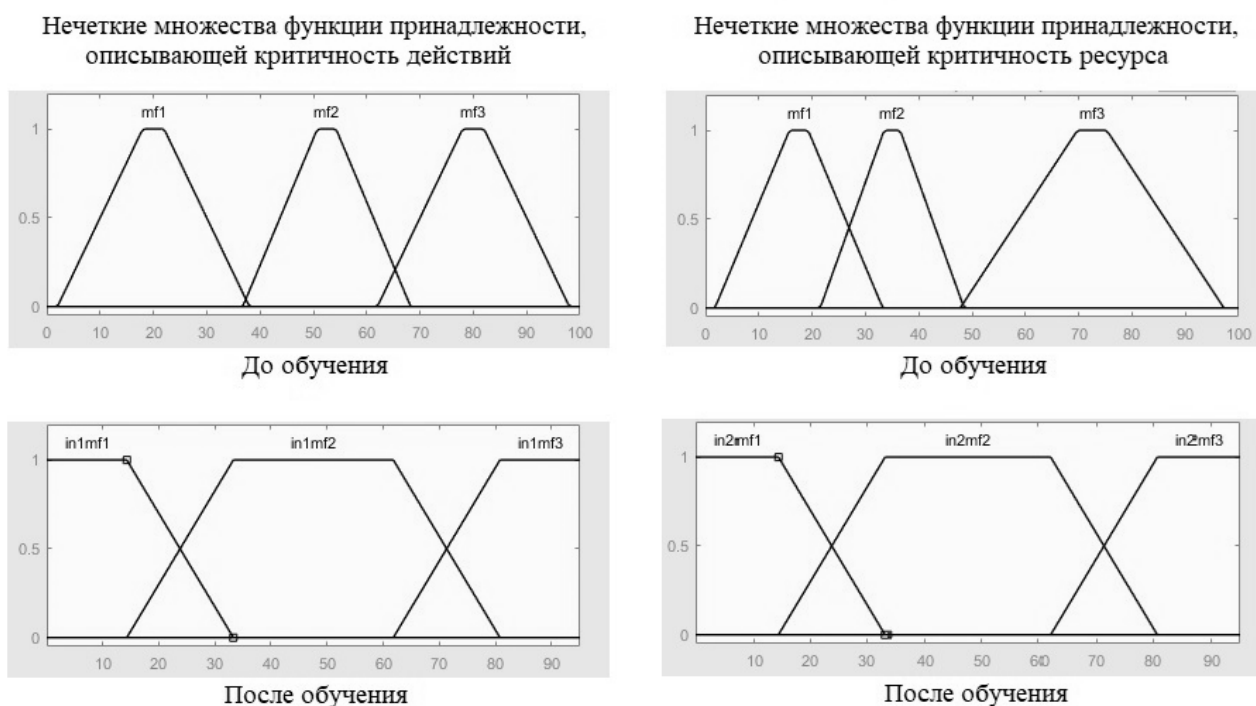 Нечеткие множества функции принадлежности,
описывающей критичность действий
mf1 mf2 mf3
1
0.5
0
0 10 20 30 40 50 60 70 80 90 100
До обучения
Нечеткие множества функции принадлежности,
описывающей критичность ресурса
mf1 mf2 mf3
1
0.5
0
0 10 20 30 40 50 60 70 80 90 100
До обучения
in1mf1 in1mf2 in1mf3
1
0.5
0
10 20 30 40 50 60 70 80 90
После обучения
in2mf1 in2mf2 in2mf3
1
0.5
0
10 20 30 40 50 60 70 80 90
После обучения